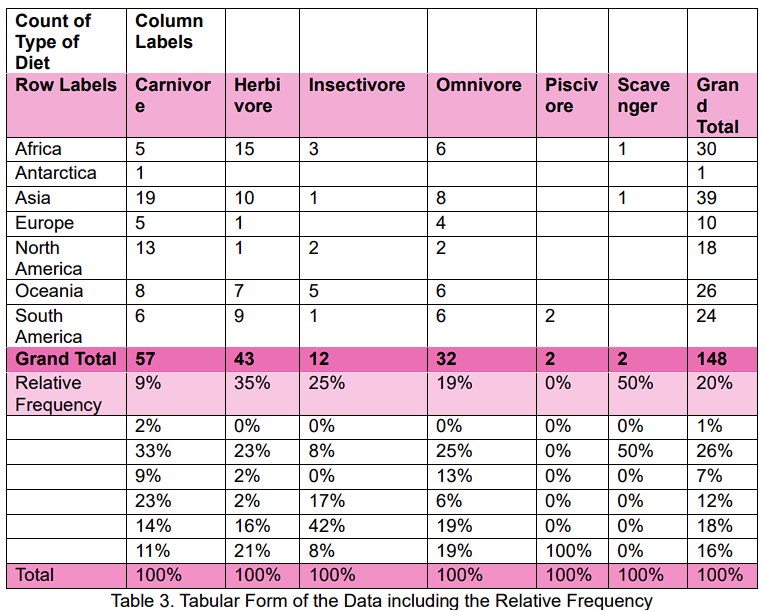 Count of Type of Diet Column Labels
Row Labels Carnivore Herbivore Insectivore Omnivore Piscivore Scavenger Grand Total
Africa 5 15 3 6 1 30
Antarctica 1 1
Asia 19 10 1 8 1 39
Europe 5 1 4 10
North America 13 1 2 2 18
Oceania 8 7 5 6 26
South America 6 9 1 6 2 24
Grand Total 57 43 12 32 2 2 148
Relative Frequency 9% 35% 25% 19% 0% 50% 20%
2% 0% 0% 0% 0% 0% 1%
33% 23% 8% 25% 0% 50% 26%
9% 2% 0% 13% 0% 0% 7%
23% 2% 17% 6% 0% 0% 12%
14% 16% 42% 19% 0% 0% 18%
11% 21% 8% 19% 100% 0% 16%
Total 100% 100% 100% 100% 100% 100% 100%
Table 3. Tabular Form of the Data including the Relative Frequency